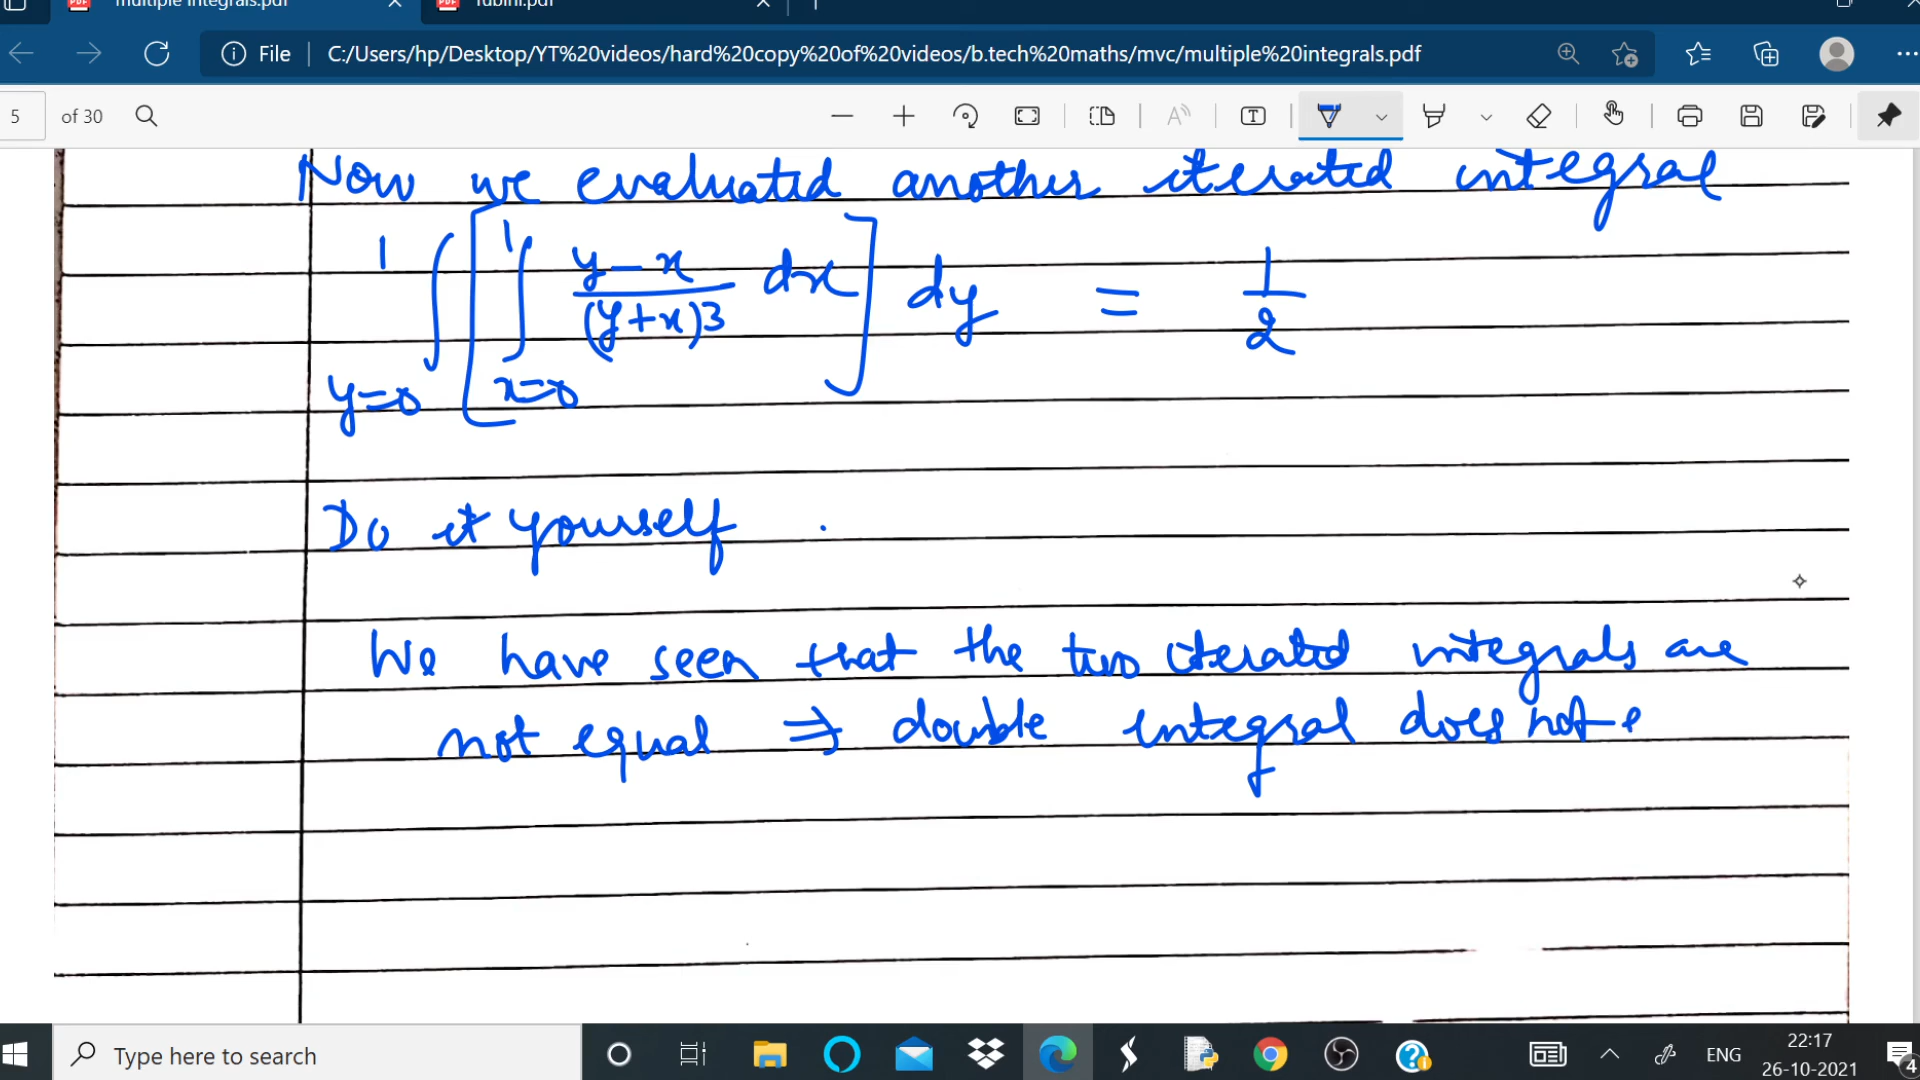 multiple integrals.pdf
fubini.pdf
File
C:/Users/hp/Desktop/YT%20videos/hard%20copy%20of%20videos/b.tech%20maths/mvc/multiple%20integrals.pdf
5 of 30
Now we evaluated another iterated integral
∫_{y=0}^{1} [ ∫_{x=0}^{1} (y-x)/(y+x)3 dx ] dy = 1/2
Do it yourself.
We have seen that the two iterated integrals are
not equal ⇒ double integral does not e
Type here to search
ENG
22:17
26-10-2021
4